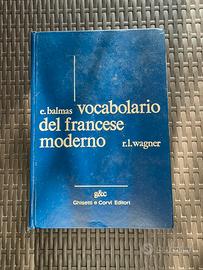 e. balmas vocabolario
del francese
moderno r.l.wagner
g&c
Ghisetti e Corvi Editori